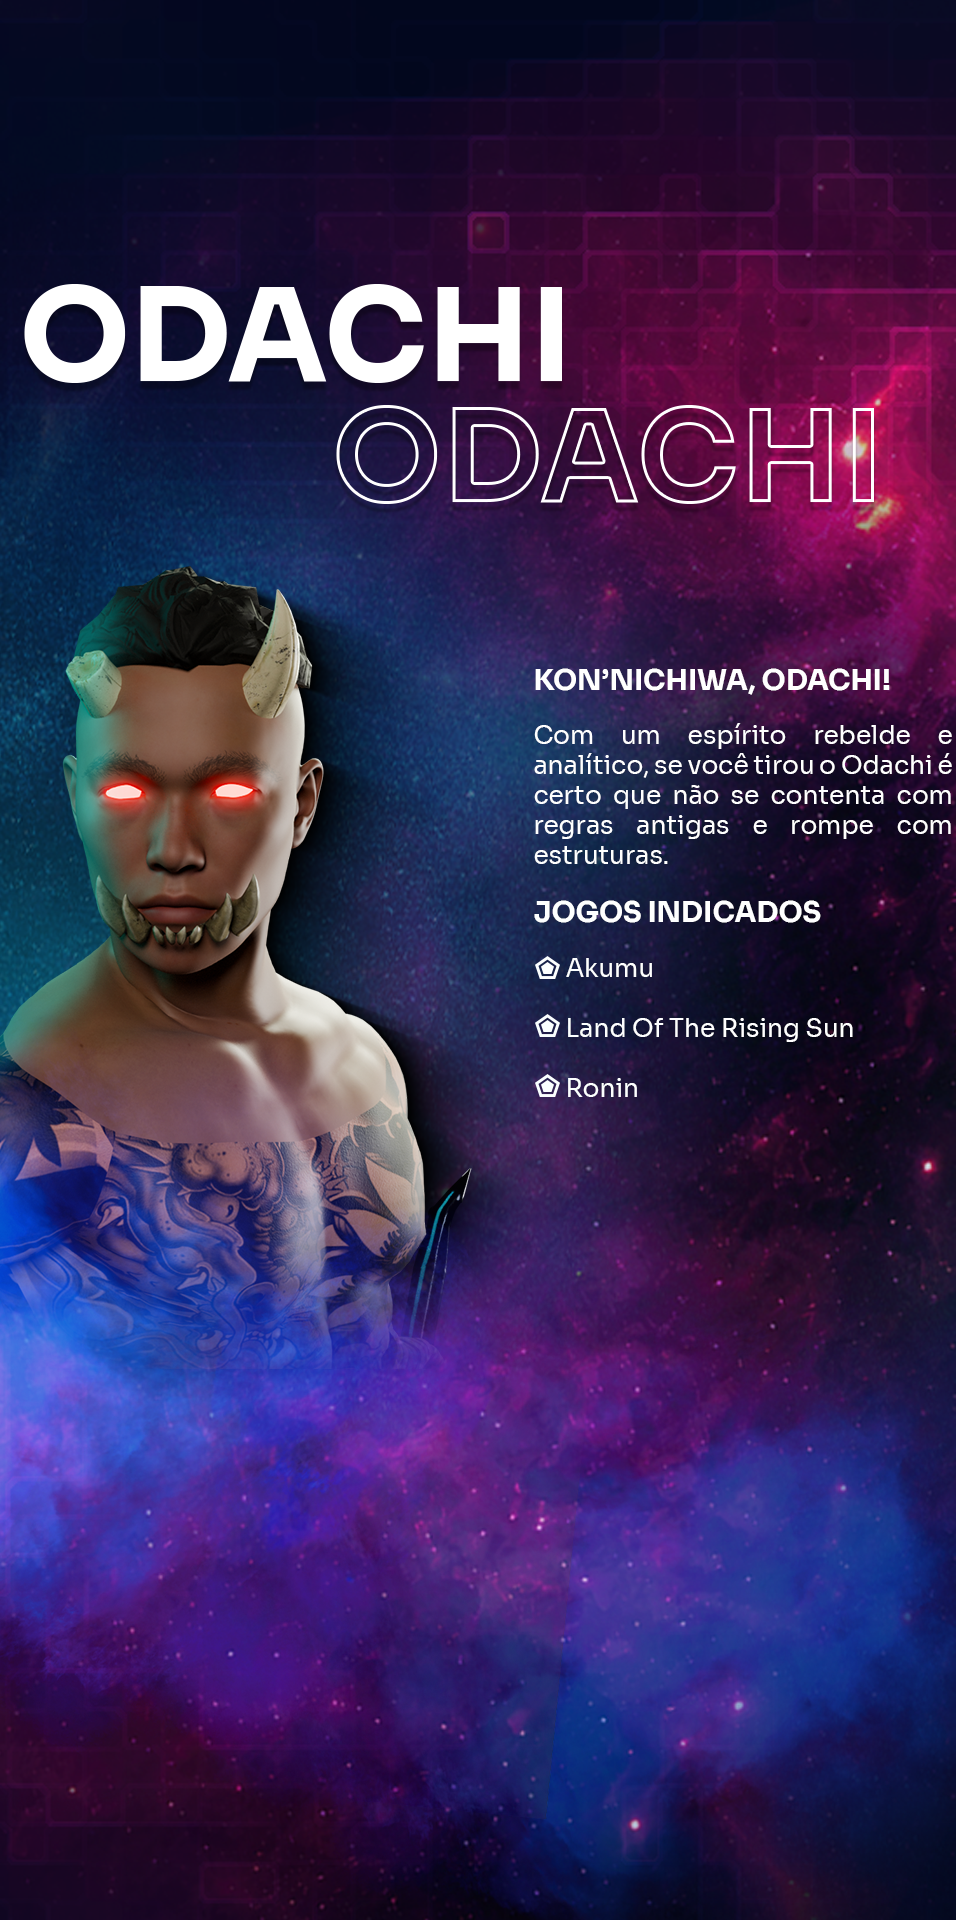 ODACHI
ODACHI
KON’NICHIWA, ODACHI!
Com um espírito rebelde e
analítico, se você tirou o Odachi é
certo que não se contenta com
regras antigas e rompe com
estruturas.
JOGOS INDICADOS
Akumu
Land Of The Rising Sun
Ronin